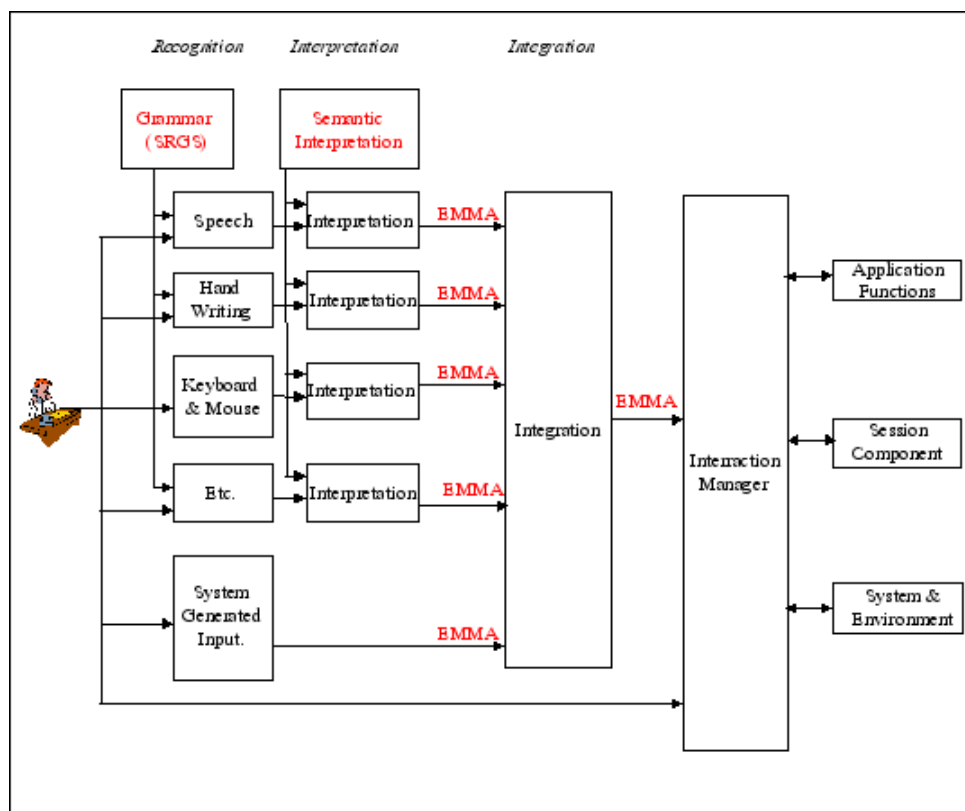 Recognition
Interpretation
Integration
Grammar
(SRGS)
Semantic
Interpretation
Speech
Interpretation
EMMA
Hand
Writing
Interpretation
EMMA
Keyboard
& Mouse
Interpretation
EMMA
Etc.
Interpretation
EMMA
System
Generated
Input.
EMMA
Integration
EMMA
Interraction
Manager
Application
Functions
Session
Component
System &
Environment